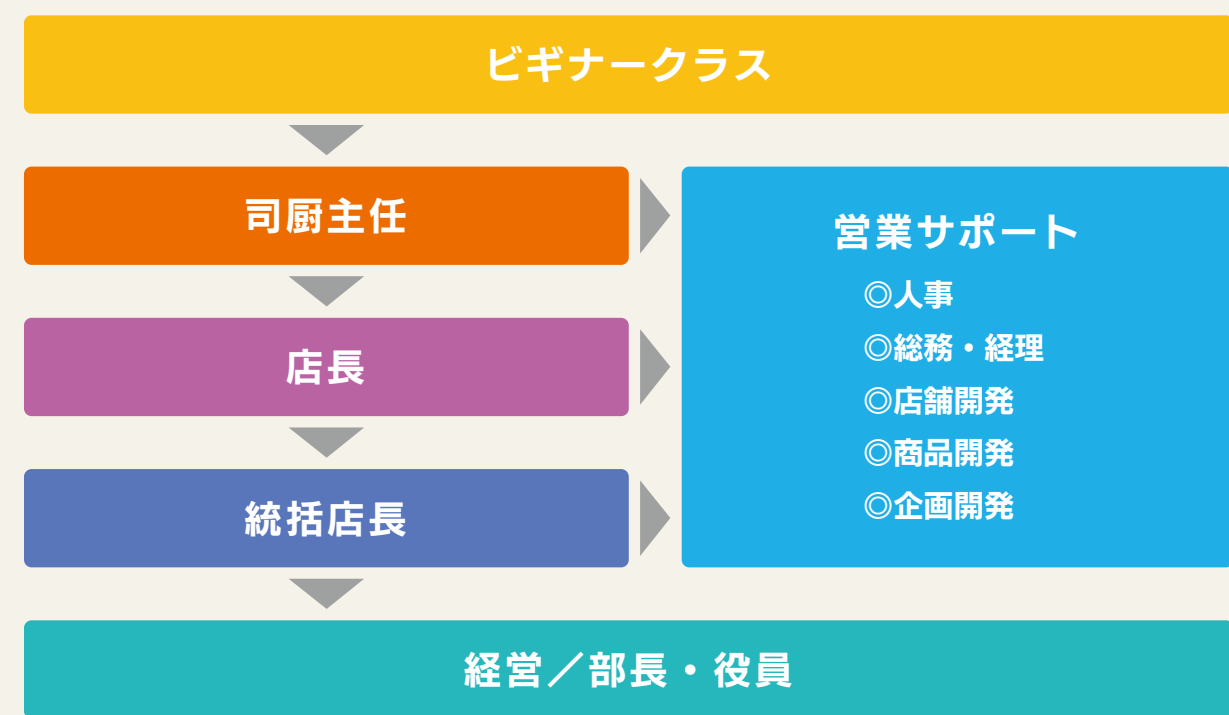 ビギナークラス
司厨主任
営業サポート
◎人事
◎総務・経理
◎店舗開発
◎商品開発
◎企画開発
店長
統括店長
経営／部長・役員